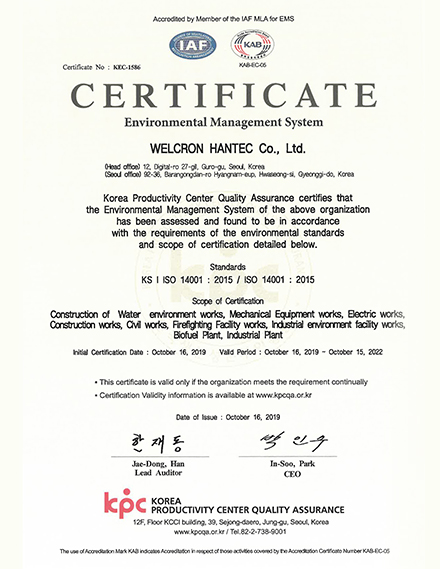 Accredited by Member of the IAF MLA for EMS
IAF
KAB
KAB-EC-05
Certificate No : KEC-1586
CERTIFICATE
Environmental Management System
WELCRON HANTEC Co., Ltd.
(Head office) 12, Digital-ro 27-gil, Guro-gu, Seoul, Korea
(Seoul office) 92-36, Barangongdan-ro Hyangnam-eup, Hwaseong-si, Gyeonggi-do, Korea
Korea Productivity Center Quality Assurance certifies that
the Environmental Management System of the above organization
has been assessed and found to be in accordance
with the requirements of the environmental standards
and scope of certification detailed below.
Standards
KS I ISO 14001 : 2015 / ISO 14001 : 2015
Scope of Certification
Construction of Water environment works, Mechanical Equipment works, Electric works,
Construction works, Civil works, Firefighting Facility works, Industrial environment facility works,
Biofuel Plant, Industrial Plant
Initial Certification Date : October 16, 2019 Valid Period : October 16, 2019 - October 15, 2022
• This certificate is valid only if the organization meets the requirement continually
• Certification Validity information is available at www.kpcqa.or.kr
Date of Issue : October 16, 2019
한재동 박인수
Jae-Dong, Han In-Soo, Park
Lead Auditor CEO
kpc KOREA
PRODUCTIVITY CENTER QUALITY ASSURANCE
12F, Floor KCCI building, 39, Sejong-daero, Jung-gu, Seoul, Korea
www.kpcqa.or.kr / Tel.82-2-738-9001
The use of Accreditation Mark KAB indicates Accreditation in respect of those activities covered by the Accreditation Certificate Number KAB-EC-05